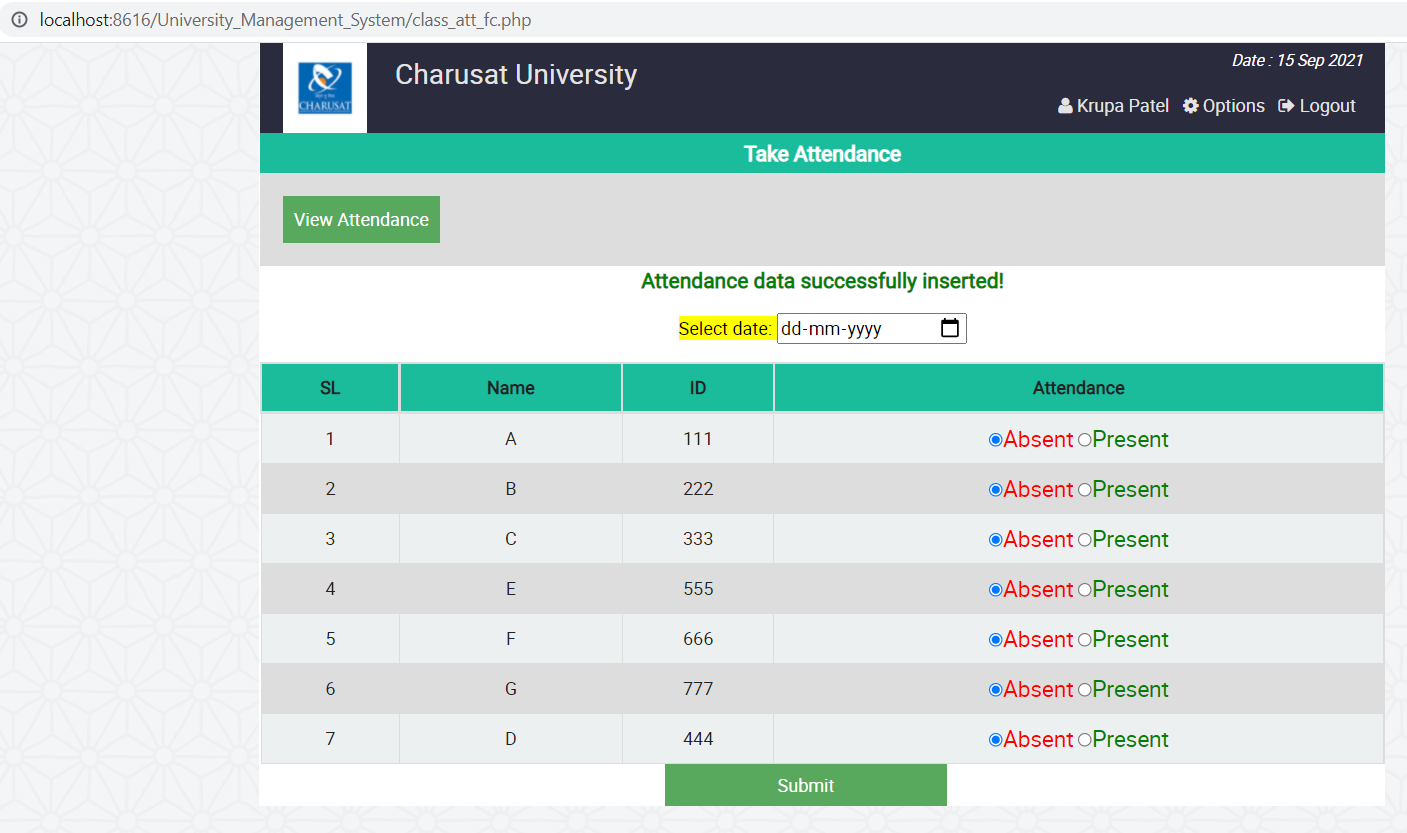 localhost:8616/University_Management_System/class_att_fc.php
CHARUSAT
Charusat University
Date : 15 Sep 2021
Krupa Patel Options Logout
Take Attendance
View Attendance
Attendance data successfully inserted!
Select date: dd-mm-yyyy
SL Name ID Attendance
1 A 111 Absent Present
2 B 222 Absent Present
3 C 333 Absent Present
4 E 555 Absent Present
5 F 666 Absent Present
6 G 777 Absent Present
7 D 444 Absent Present
Submit